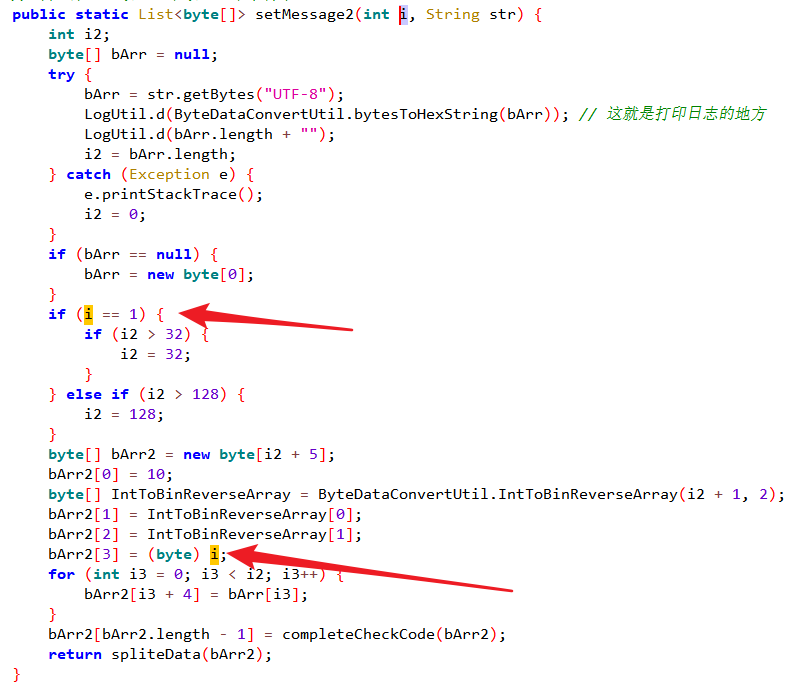 public static List<byte[]> setMessage2(int i, String str) {
    int i2;
    byte[] bArr = null;
    try {
        bArr = str.getBytes("UTF-8");
        LogUtil.d(ByteDataConvertUtil.bytesToHexString(bArr)); // 这就是打印日志的地方
        LogUtil.d(bArr.length + "");
        i2 = bArr.length;
    } catch (Exception e) {
        e.printStackTrace();
        i2 = 0;
    }
    if (bArr == null) {
        bArr = new byte[0];
    }
    if (i == 1) {
        if (i2 > 32) {
            i2 = 32;
        }
    } else if (i2 > 128) {
        i2 = 128;
    }
    byte[] bArr2 = new byte[i2 + 5];
    bArr2[0] = 10;
    byte[] IntToBinReverseArray = ByteDataConvertUtil.IntToBinReverseArray(i2 + 1, 2);
    bArr2[1] = IntToBinReverseArray[0];
    bArr2[2] = IntToBinReverseArray[1];
    bArr2[3] = (byte) i;
    for (int i3 = 0; i3 < i2; i3++) {
        bArr2[i3 + 4] = bArr[i3];
    }
    bArr2[bArr2.length - 1] = completeCheckCode(bArr2);
    return spliteData(bArr2);
}